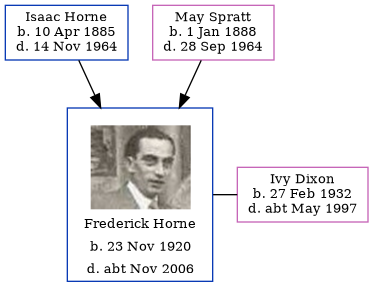 Isaac Horne
b. 10 Apr 1885
d. 14 Nov 1964
May Spratt
b. 1 Jan 1888
d. 28 Sep 1964
Frederick Horne
b. 23 Nov 1920
d. abt Nov 2006
Ivy Dixon
b. 27 Feb 1932
d. abt May 1997